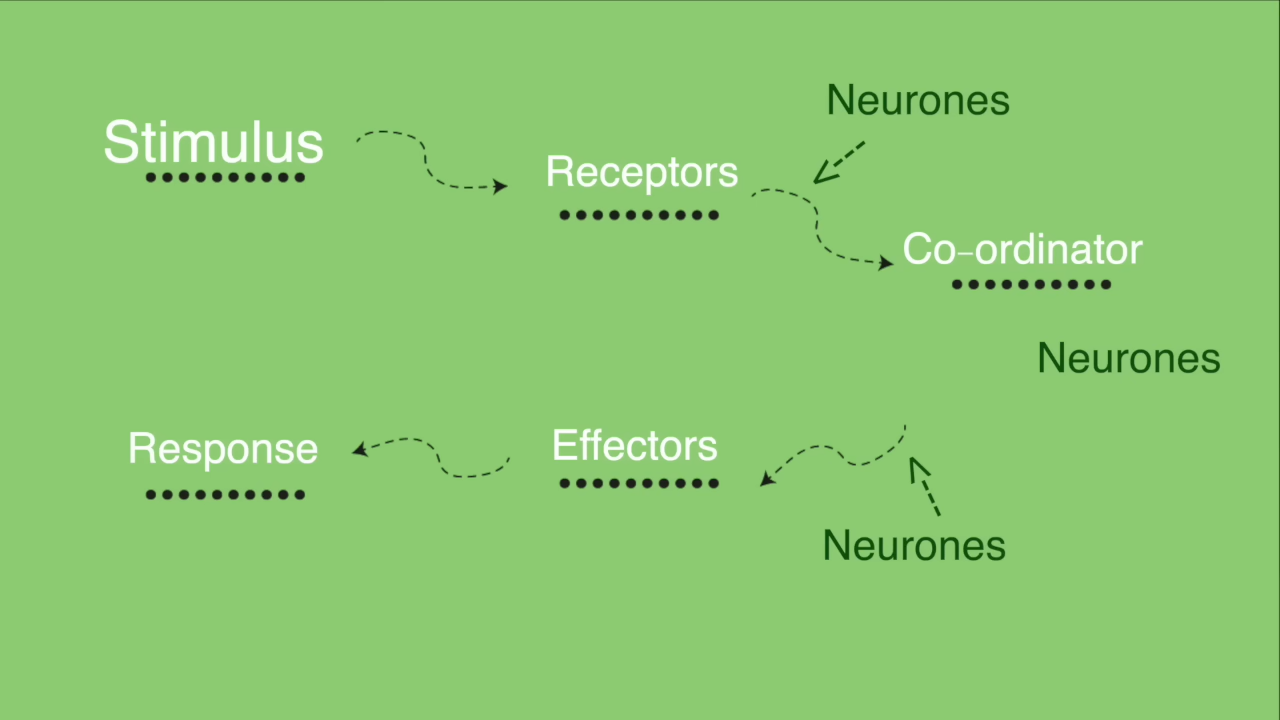 Neurones
Stimulus
Receptors
Co-ordinator
Neurones
Response
Effectors
Neurones